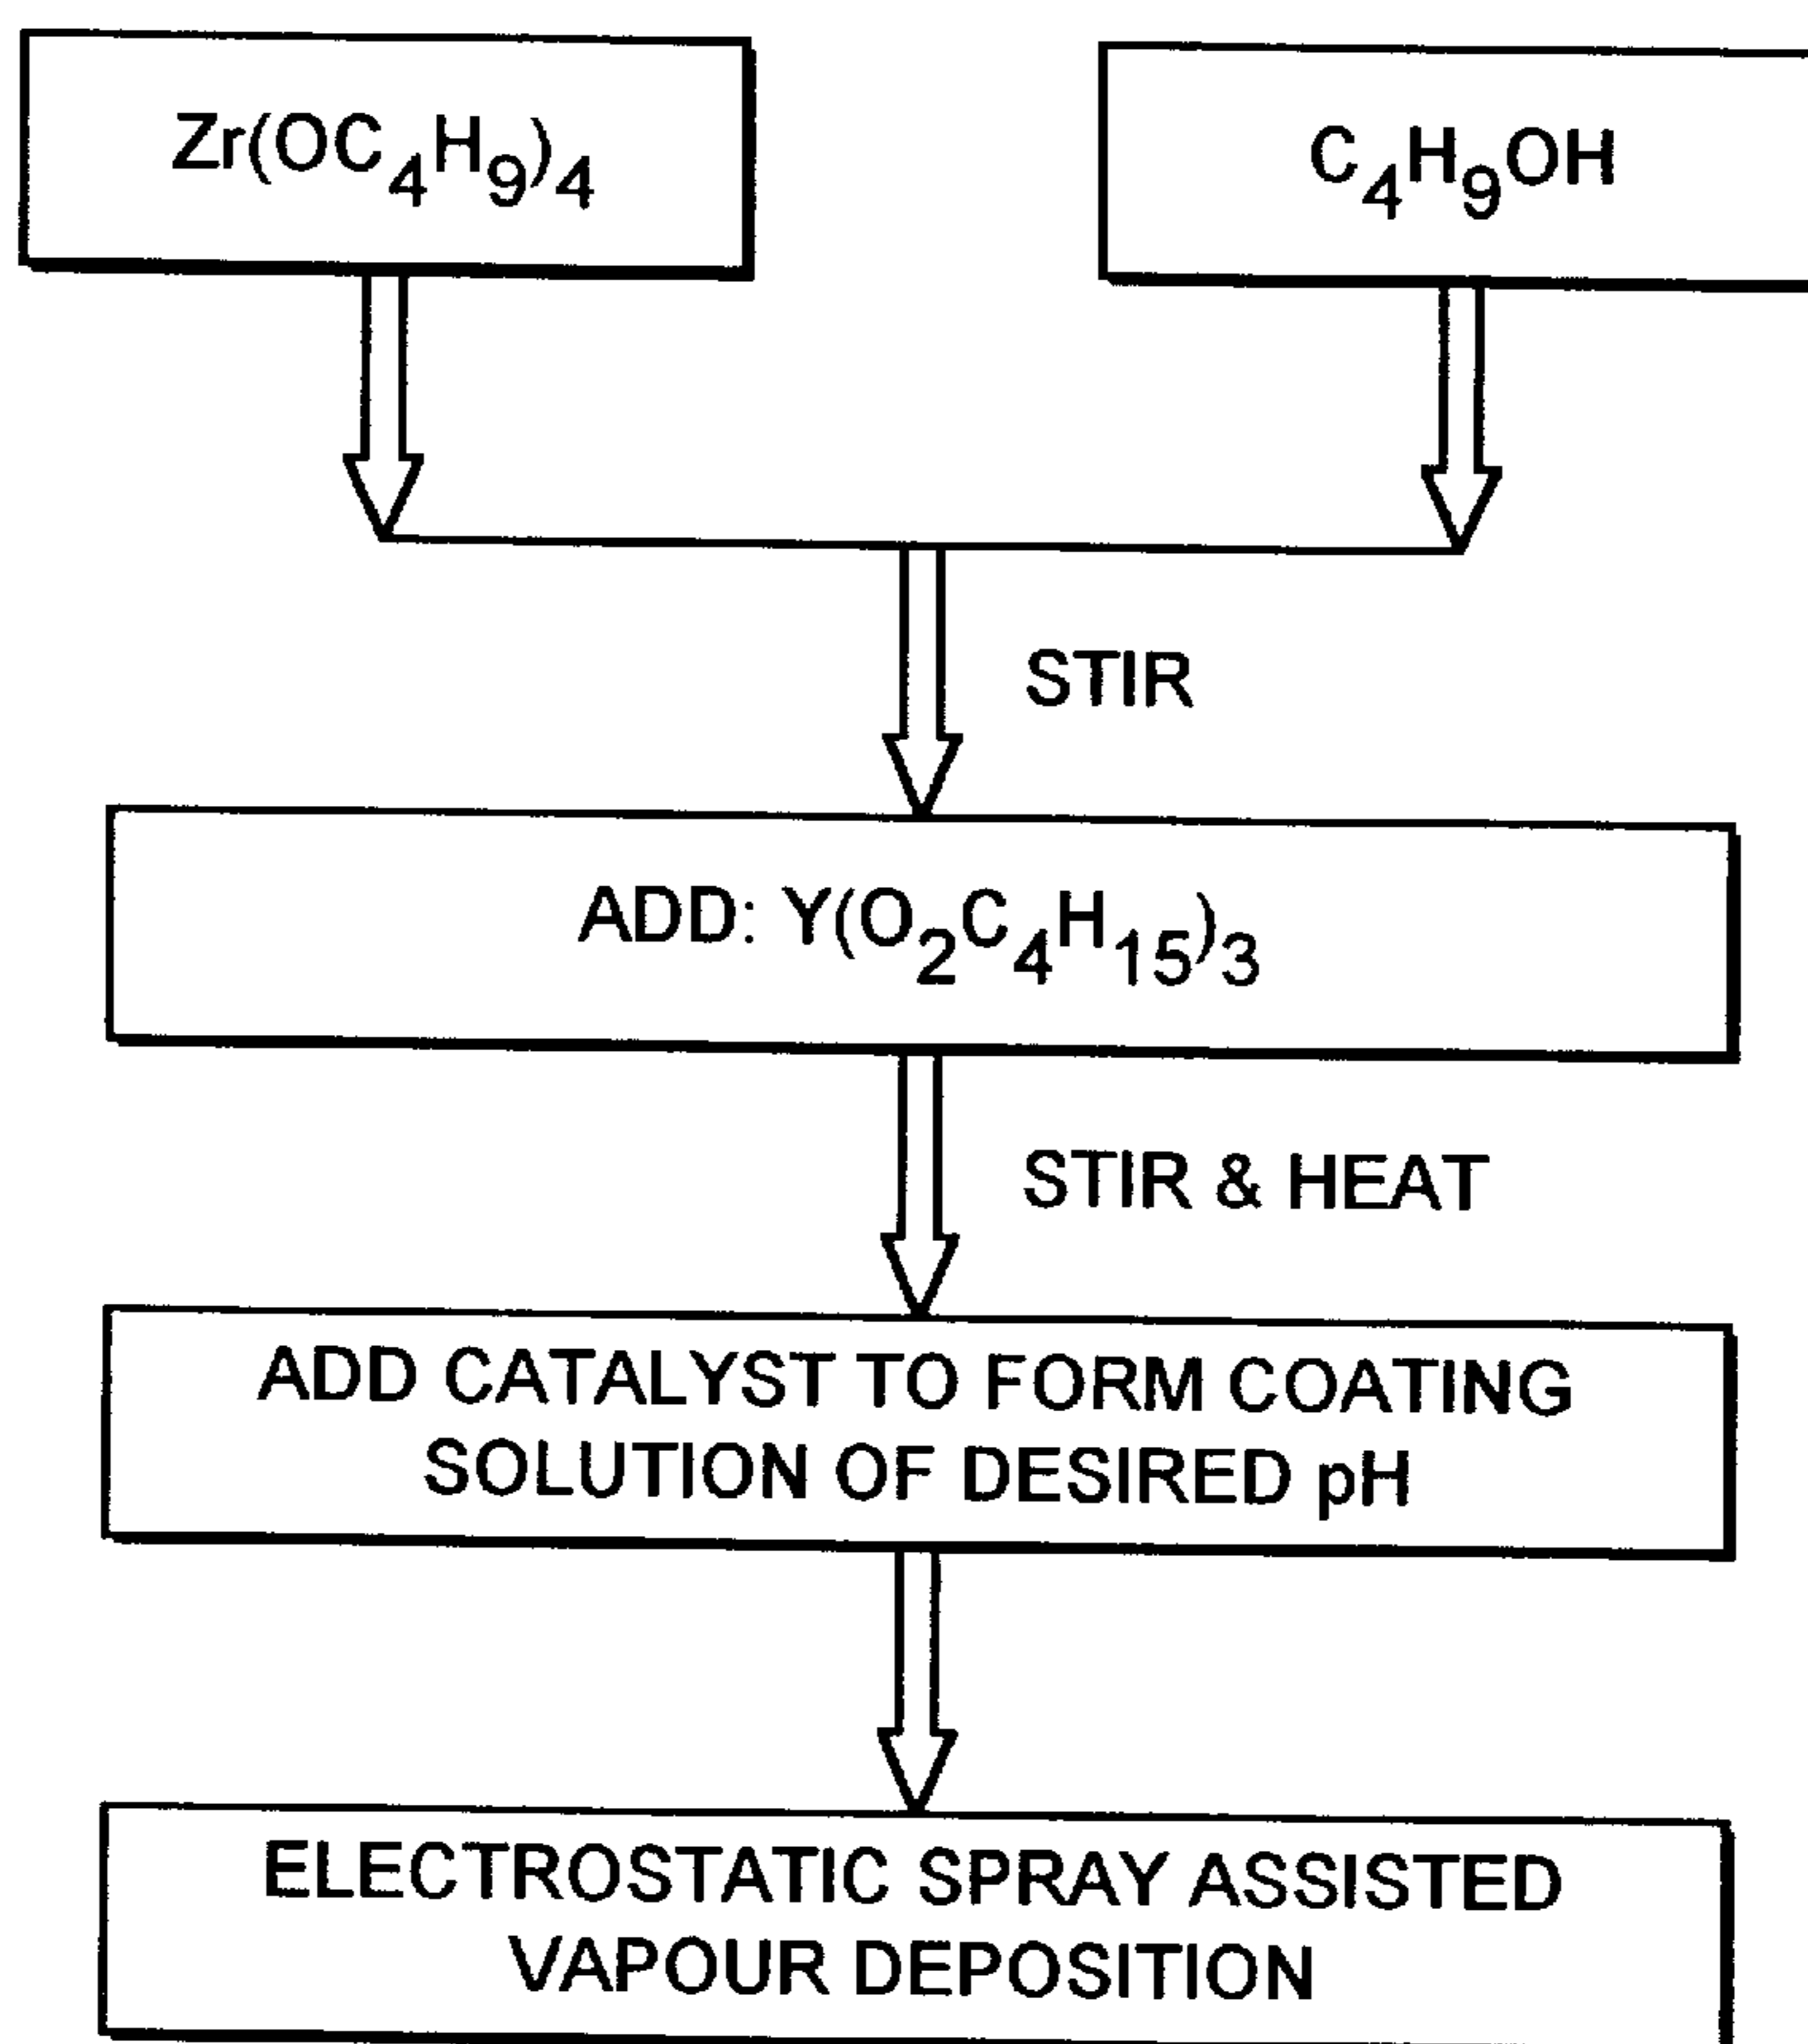 Zr(OC₄H₉)₄
C₄H₉OH
STIR
ADD: Y(O₂C₄H₁₅)₃
STIR & HEAT
ADD CATALYST TO FORM COATING
SOLUTION OF DESIRED pH
ELECTROSTATIC SPRAY ASSISTED
VAPOUR DEPOSITION